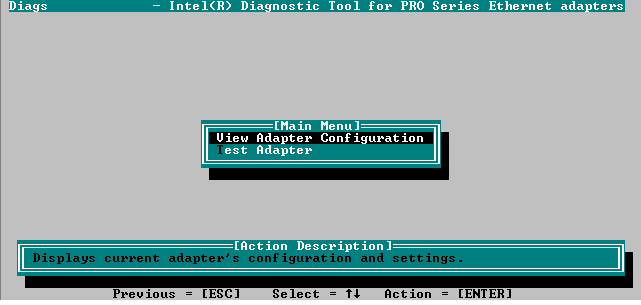 Diags - Intel(R) Diagnostic Tool for PRO Series Ethernet adapters
[Main Menu]
View Adapter Configuration
Test Adapter
[Action Description]
Displays current adapter's configuration and settings.
Previous = [ESC] Select = ↑↓ Action = [ENTER]